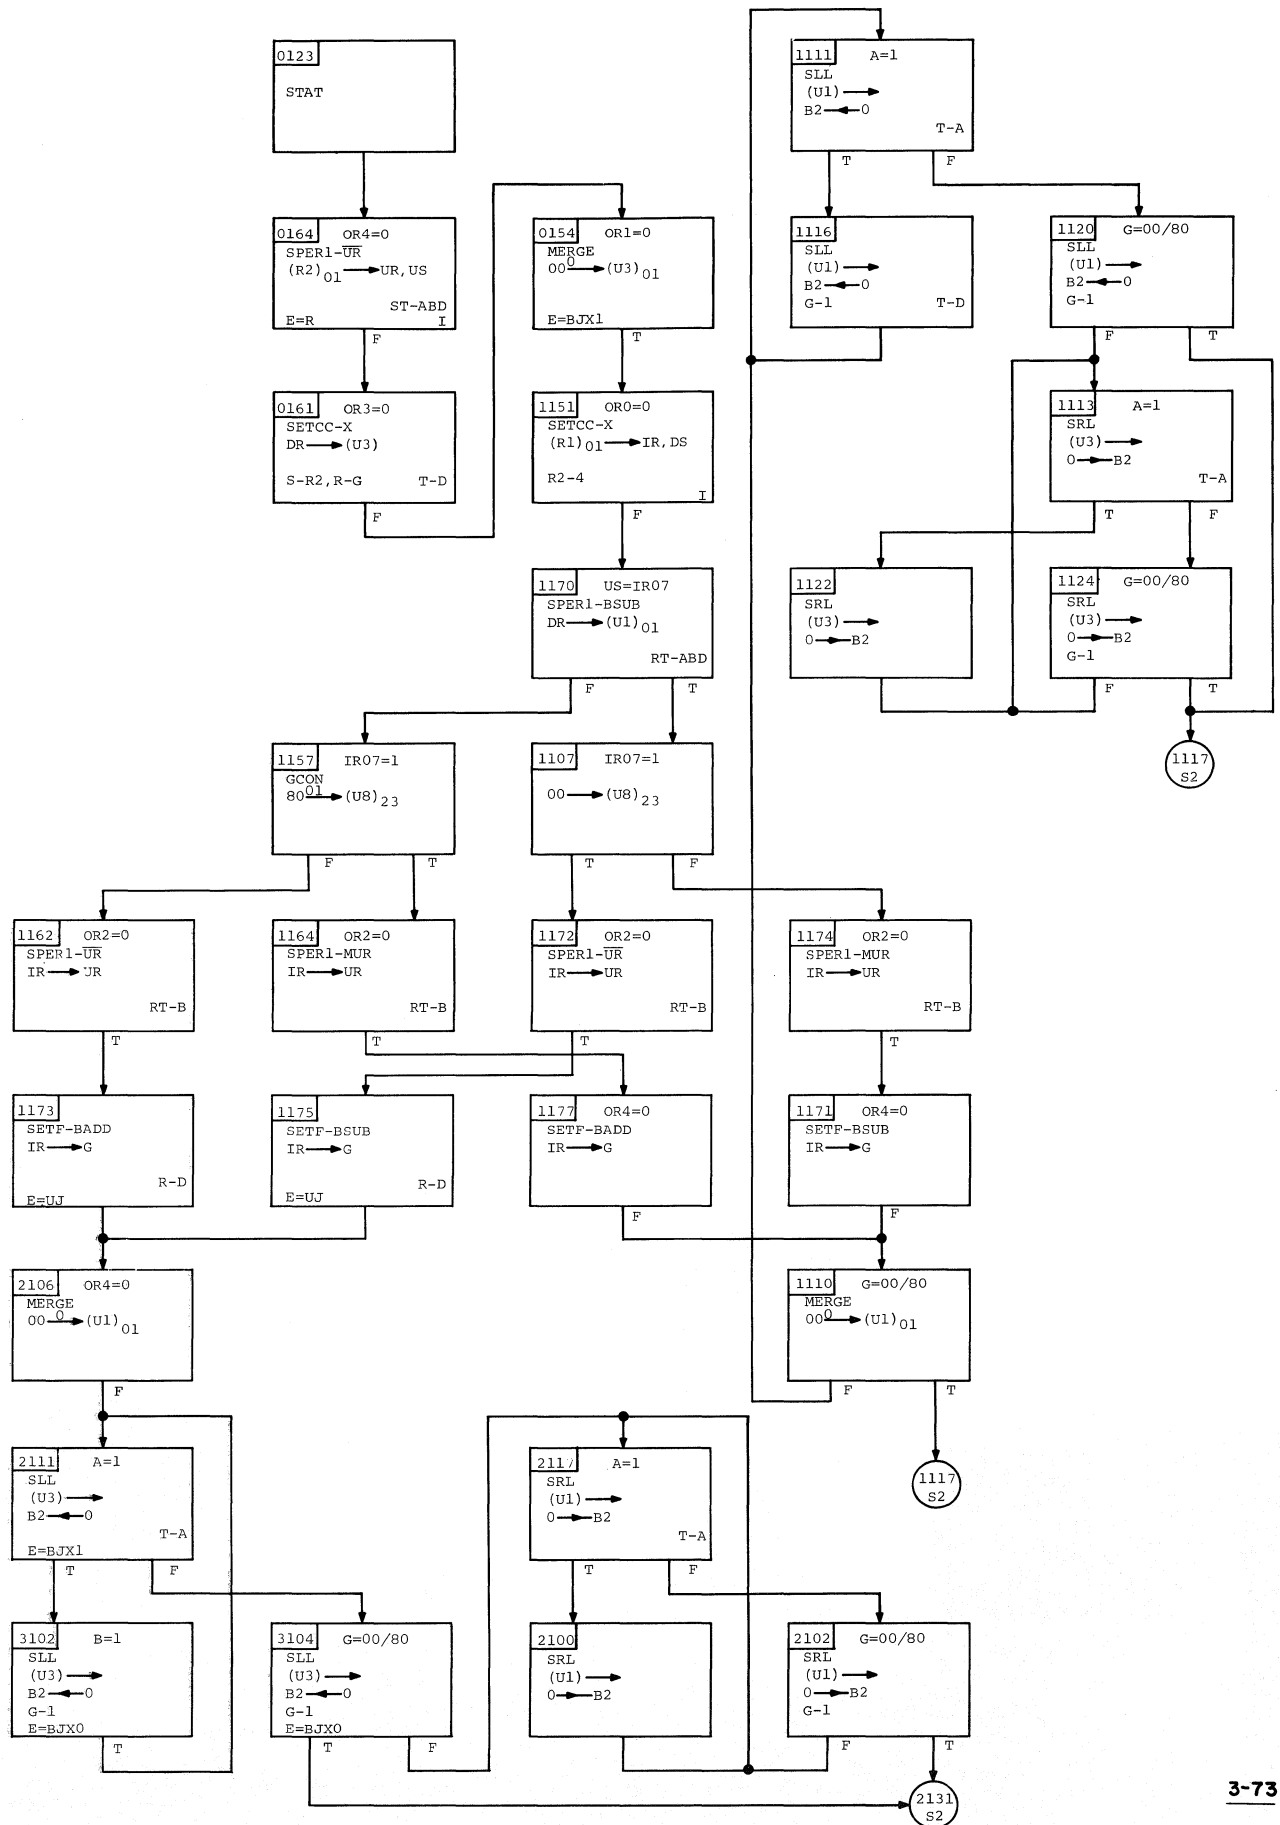 0123
STAT
0164 OR4=0
SPER1-UR
(R2)01 UR,US
ST-ABD
E=R I
F
0161 OR3=0
SETCC-X
DR (U3)
S-R2,R-G T-D
F
0154 OR1=0
MERGE
00 0 (U3)01
E=BJX1
T
1151 OR0=0
SETCC-X
(R1)01 IR,DS
R2-4
I
F
1170 US=IR07
SPER1-BSUB
DR (U1)01
RT-ABD
F T
1157 IR07=1
GCON
80 01 (U8)23
F T
1107 IR07=1
00 (U8)23
T F
1162 OR2=0
SPER1-UR
IR UR
RT-B
T
1164 OR2=0
SPER1-MUR
IR UR
RT-B
T
1172 OR2=0
SPER1-UR
IR UR
RT-B
T
1174 OR2=0
SPER1-MUR
IR UR
RT-B
T
1173
SETF-BADD
IR G
R-D
E=UJ
1175
SETF-BSUB
IR G
R-D
E=UJ
1177 OR4=0
SETF-BADD
IR G
F
1171 OR4=0
SETF-BSUB
IR G
F
2106 OR4=0
MERGE
00 0 (U1)01
F
1110 G=00/80
MERGE
00 0 (U1)01
F T
1117
S2
2111 A=1
SLL
(U3)
B2 0
T-A
E=BJX1
T F
3102 B=1
SLL
(U3)
B2 0
G-1
E=BJX0
T
3104 G=00/80
SLL
(U3)
B2 0
G-1
E=BJX0
T F
2117 A=1
SRL
(U1)
0 B2
T-A
T F
2100
SRL
(U1)
0 B2
2102 G=00/80
SRL
(U1)
0 B2
G-1
F T
2131
S2
1111 A=1
SLL
(U1)
B2 0
T-A
T F
1116
SLL
(U1)
B2 0
G-1 T-D
1120 G=00/80
SLL
(U1)
B2 0
G-1
F T
1113 A=1
SRL
(U3)
0 B2
T-A
T F
1122
SRL
(U3)
0 B2
1124 G=00/80
SRL
(U3)
0 B2
G-1
F T
1117
S2
3-73